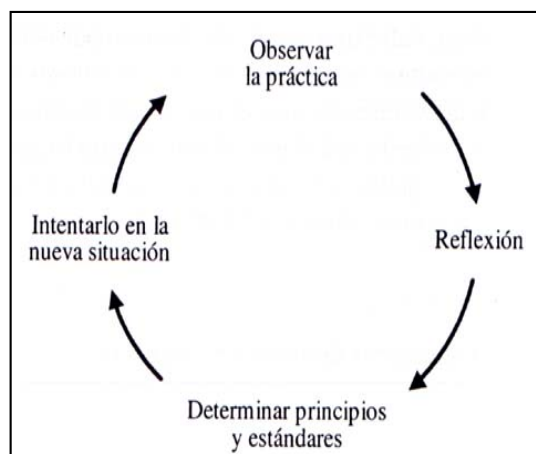 Observar
la práctica
Reflexión
Determinar principios
y estándares
Intentarlo en la
nueva situación